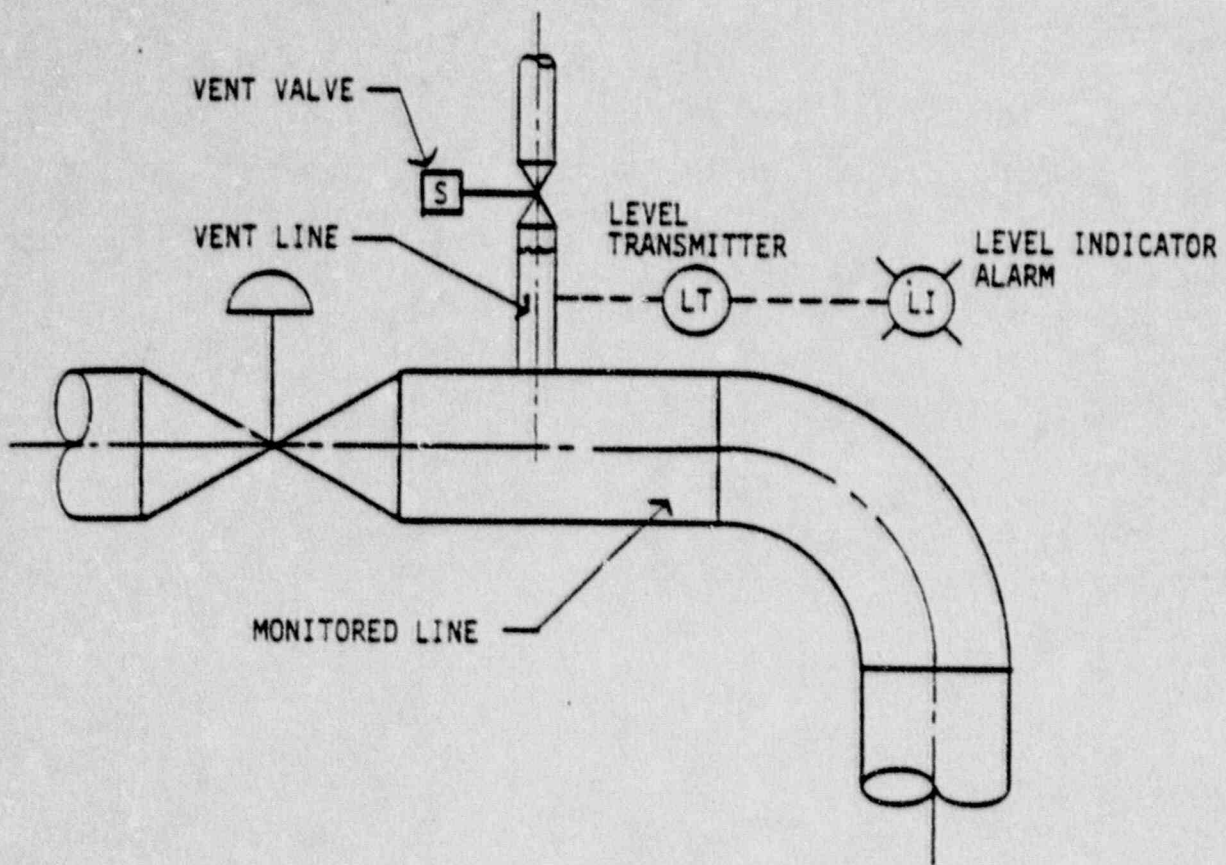 VENT VALVE
S
VENT LINE
LEVEL
TRANSMITTER
LT
LEVEL INDICATOR
ALARM
LI
MONITORED LINE